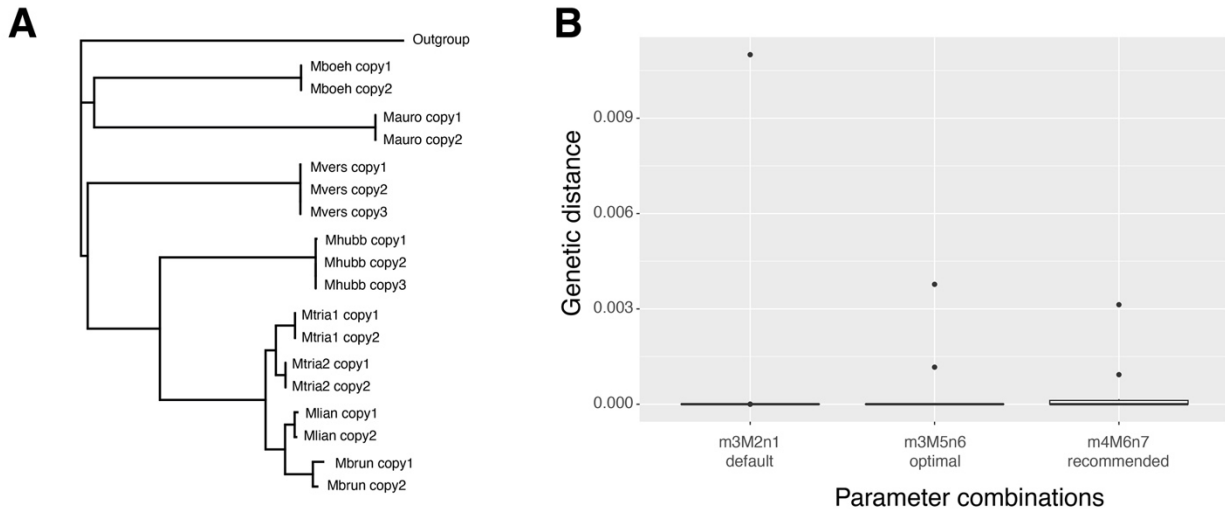 A
Outgroup
Mboeh copy1
Mboeh copy2
Mauro copy1
Mauro copy2
Mvers copy1
Mvers copy2
Mvers copy3
Mhubb copy1
Mhubb copy2
Mhubb copy3
Mtria1 copy1
Mtria1 copy2
Mtria2 copy1
Mtria2 copy2
Mlian copy1
Mlian copy2
Mbrun copy1
Mbrun copy2
B
Genetic distance
0.009
0.006
0.003
0.000
m3M2n1
default
m3M5n6
optimal
m4M6n7
recommended
Parameter combinations